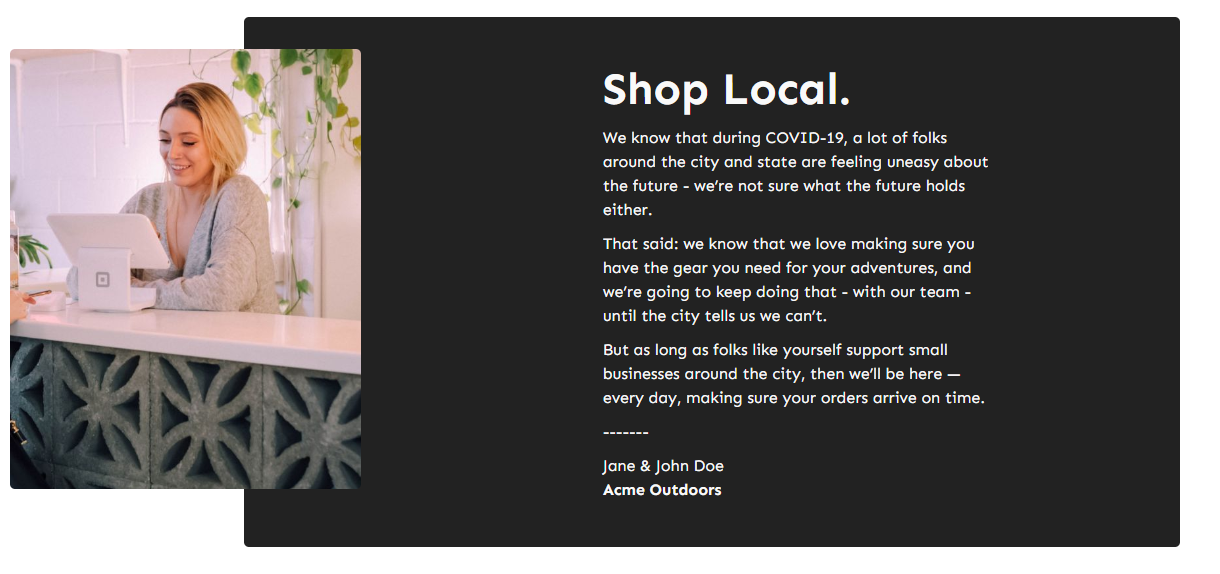 Shop Local.
We know that during COVID-19, a lot of folks
around the city and state are feeling uneasy about
the future - we’re not sure what the future holds
either.
That said: we know that we love making sure you
have the gear you need for your adventures, and
we’re going to keep doing that - with our team -
until the city tells us we can’t.
But as long as folks like yourself support small
businesses around the city, then we’ll be here —
every day, making sure your orders arrive on time.
-------
Jane & John Doe
Acme Outdoors